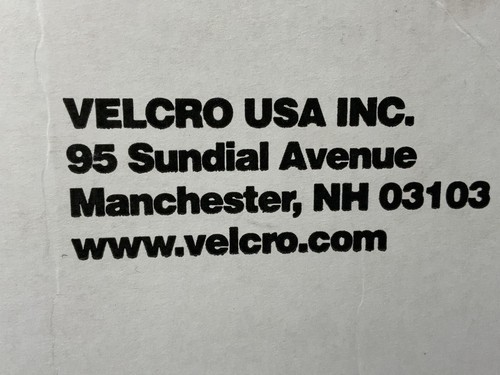 VELCRO USA INC.
95 Sundial Avenue
Manchester, NH 03103
www.velcro.com